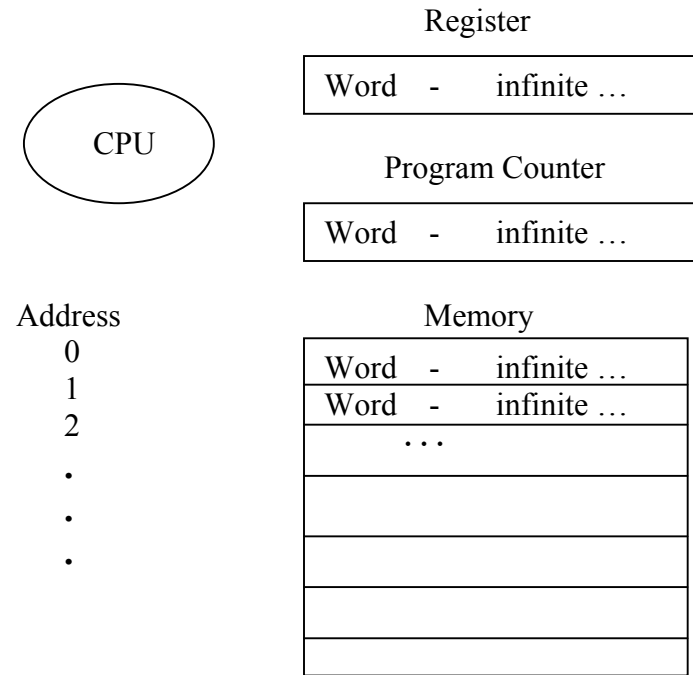 Register
Word - infinite …
CPU
Program Counter
Word - infinite …
Address
Memory
0
Word - infinite …
1
Word - infinite …
2
...
.
.
.